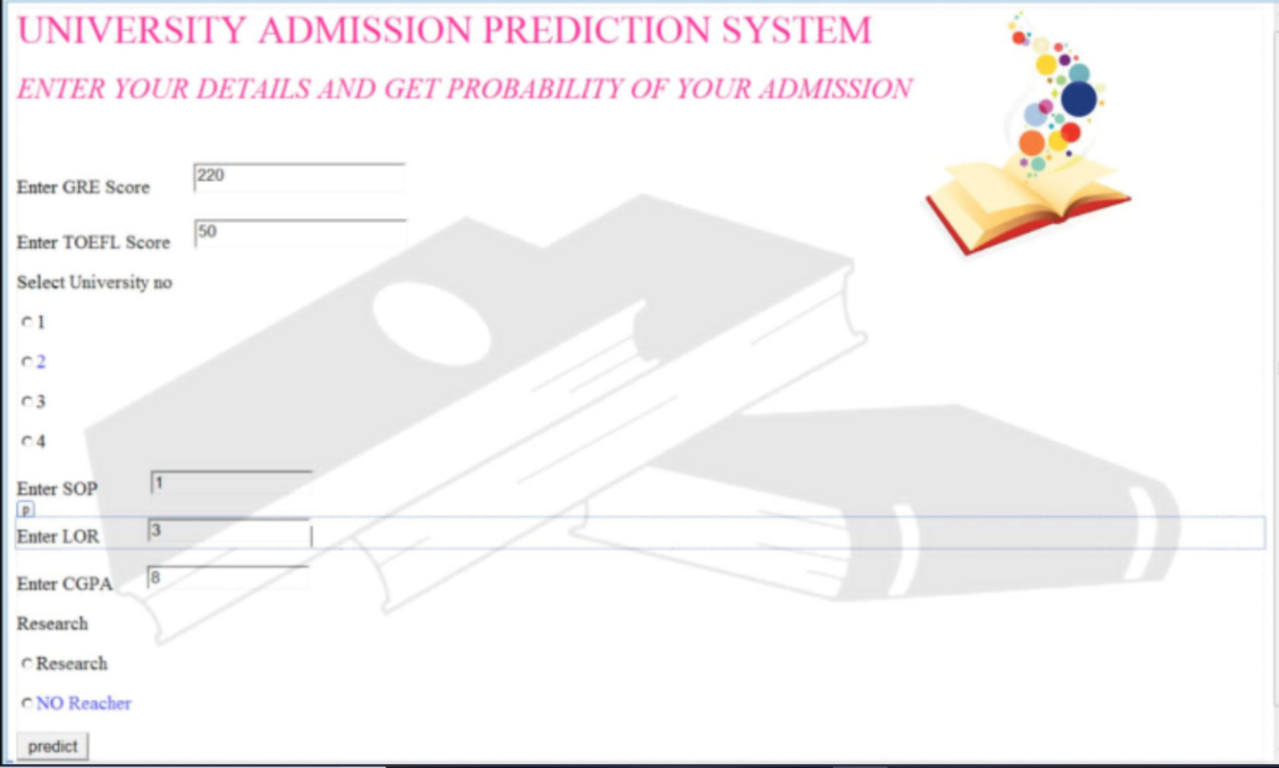 UNIVERSITY ADMISSION PREDICTION SYSTEM
ENTER YOUR DETAILS AND GET PROBABILITY OF YOUR ADMISSION
Enter GRE Score 220
Enter TOEFL Score 50
Select University no
1
2
3
4
Enter SOP 1
p
Enter LOR 3
Enter CGPA 8
Research
Research
NO Reacher
predict